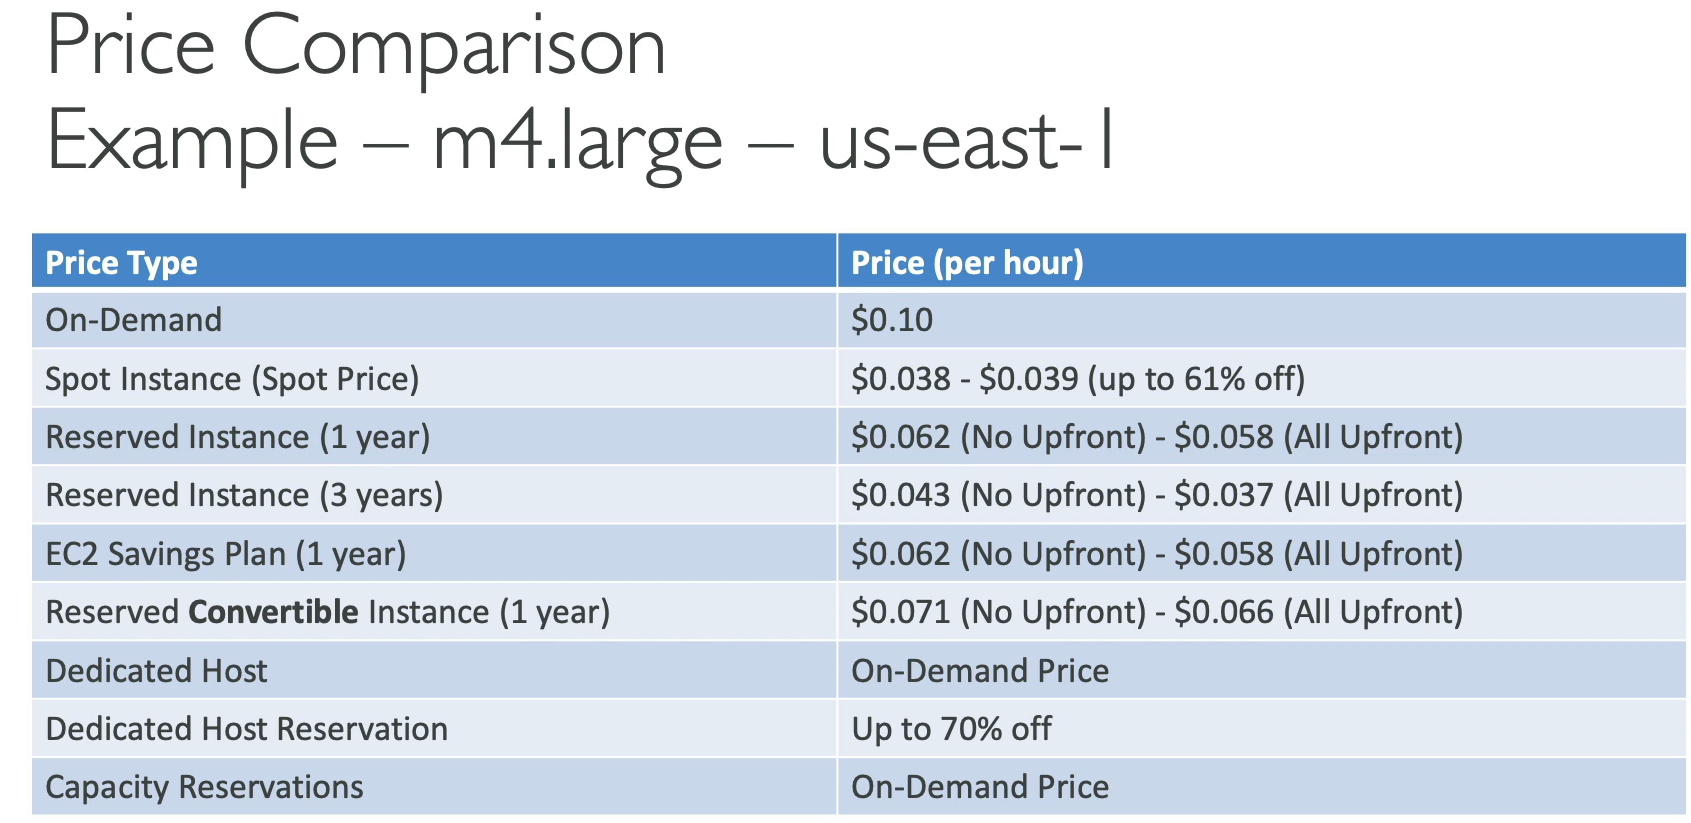 Price Comparison
Example – m4.large – us-east-1
Price Type Price (per hour)
On-Demand $0.10
Spot Instance (Spot Price) $0.038 - $0.039 (up to 61% off)
Reserved Instance (1 year) $0.062 (No Upfront) - $0.058 (All Upfront)
Reserved Instance (3 years) $0.043 (No Upfront) - $0.037 (All Upfront)
EC2 Savings Plan (1 year) $0.062 (No Upfront) - $0.058 (All Upfront)
Reserved Convertible Instance (1 year) $0.071 (No Upfront) - $0.066 (All Upfront)
Dedicated Host On-Demand Price
Dedicated Host Reservation Up to 70% off
Capacity Reservations On-Demand Price